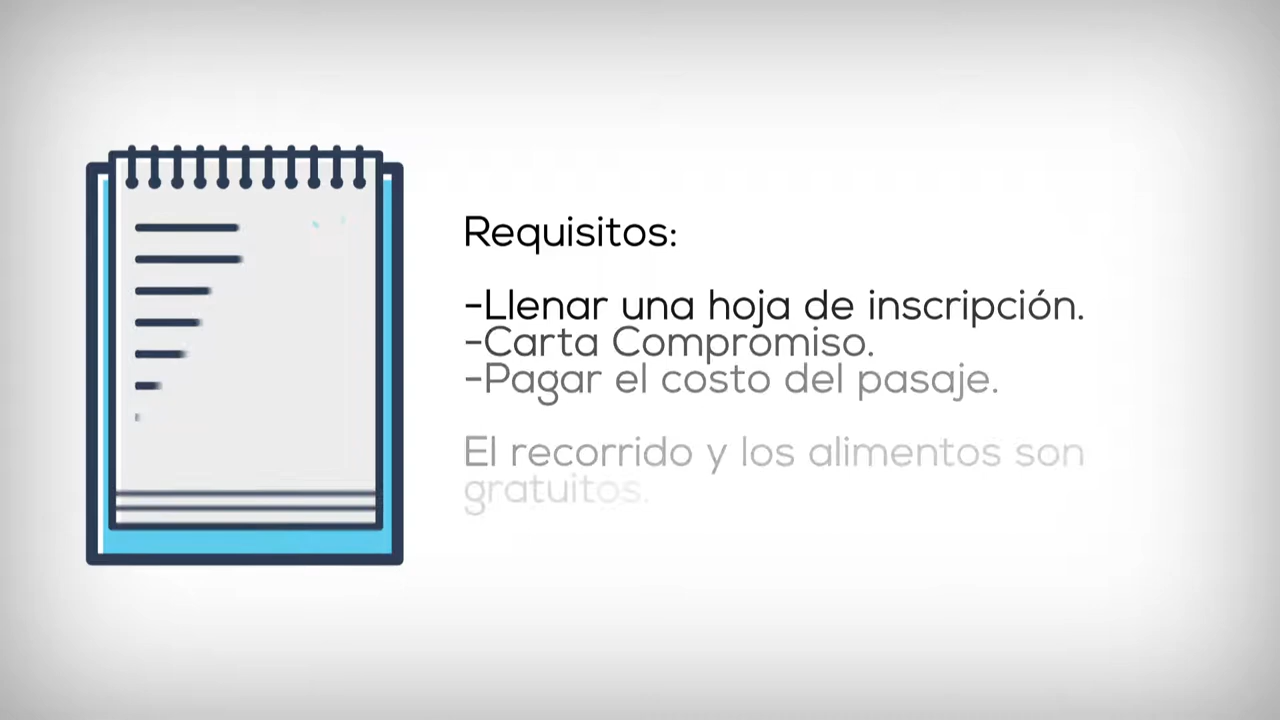 Requisitos:
-Llenar una hoja de inscripción.
-Carta Compromiso.
-Pagar el costo del pasaje.
El recorrido y los alimentos son
gratuitos.